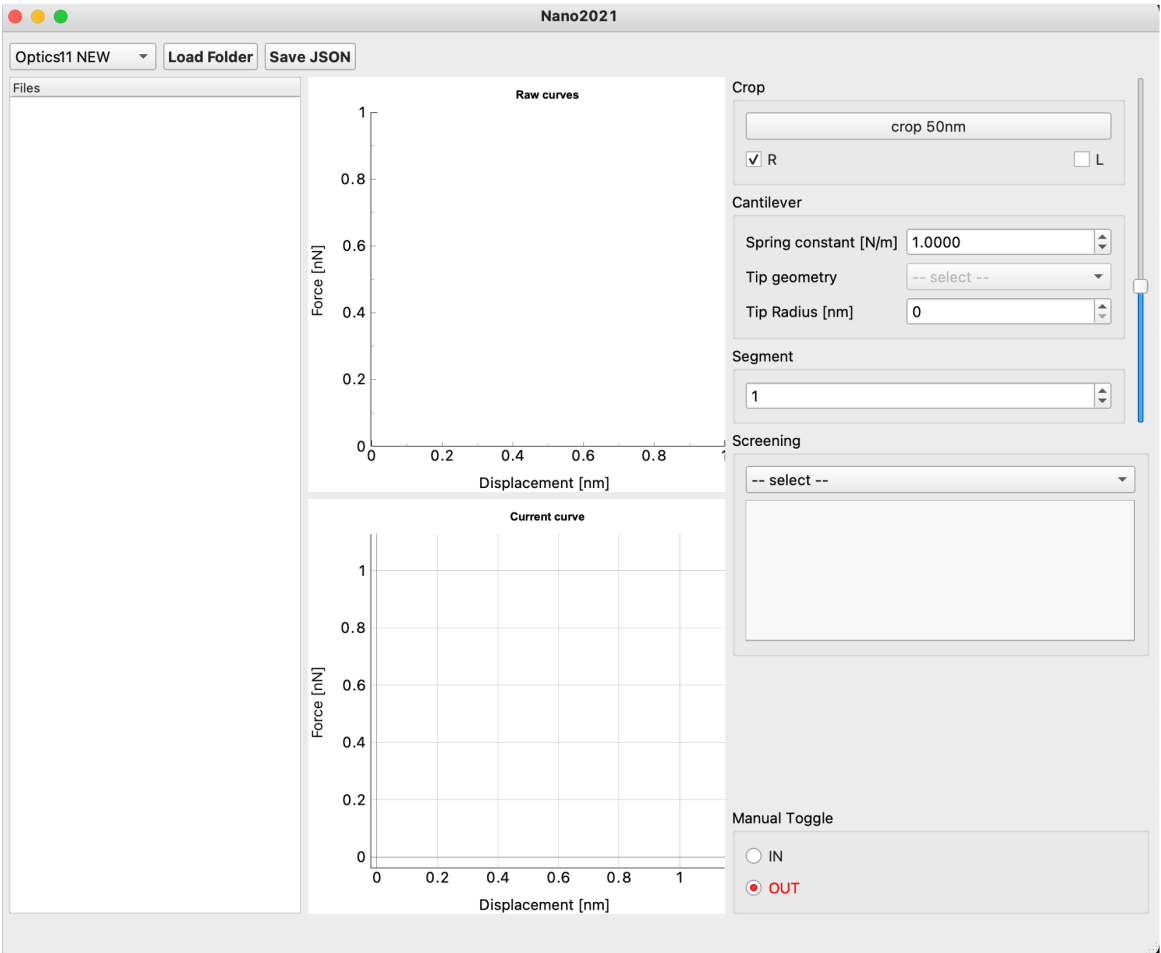 Nano2021
Optics11 NEW
Load Folder
Save JSON
Files
Raw curves
1
0.8
0.6
0.4
0.2
0
0 0.2 0.4 0.6 0.8 1
Force [nN]
Displacement [nm]
Current curve
1
0.8
0.6
0.4
0.2
0
0 0.2 0.4 0.6 0.8 1
Force [nN]
Displacement [nm]
Crop
crop 50nm
R L
Cantilever
Spring constant [N/m] 1.0000
Tip geometry -- select --
Tip Radius [nm] 0
Segment
1
Screening
-- select --
Manual Toggle
IN
OUT